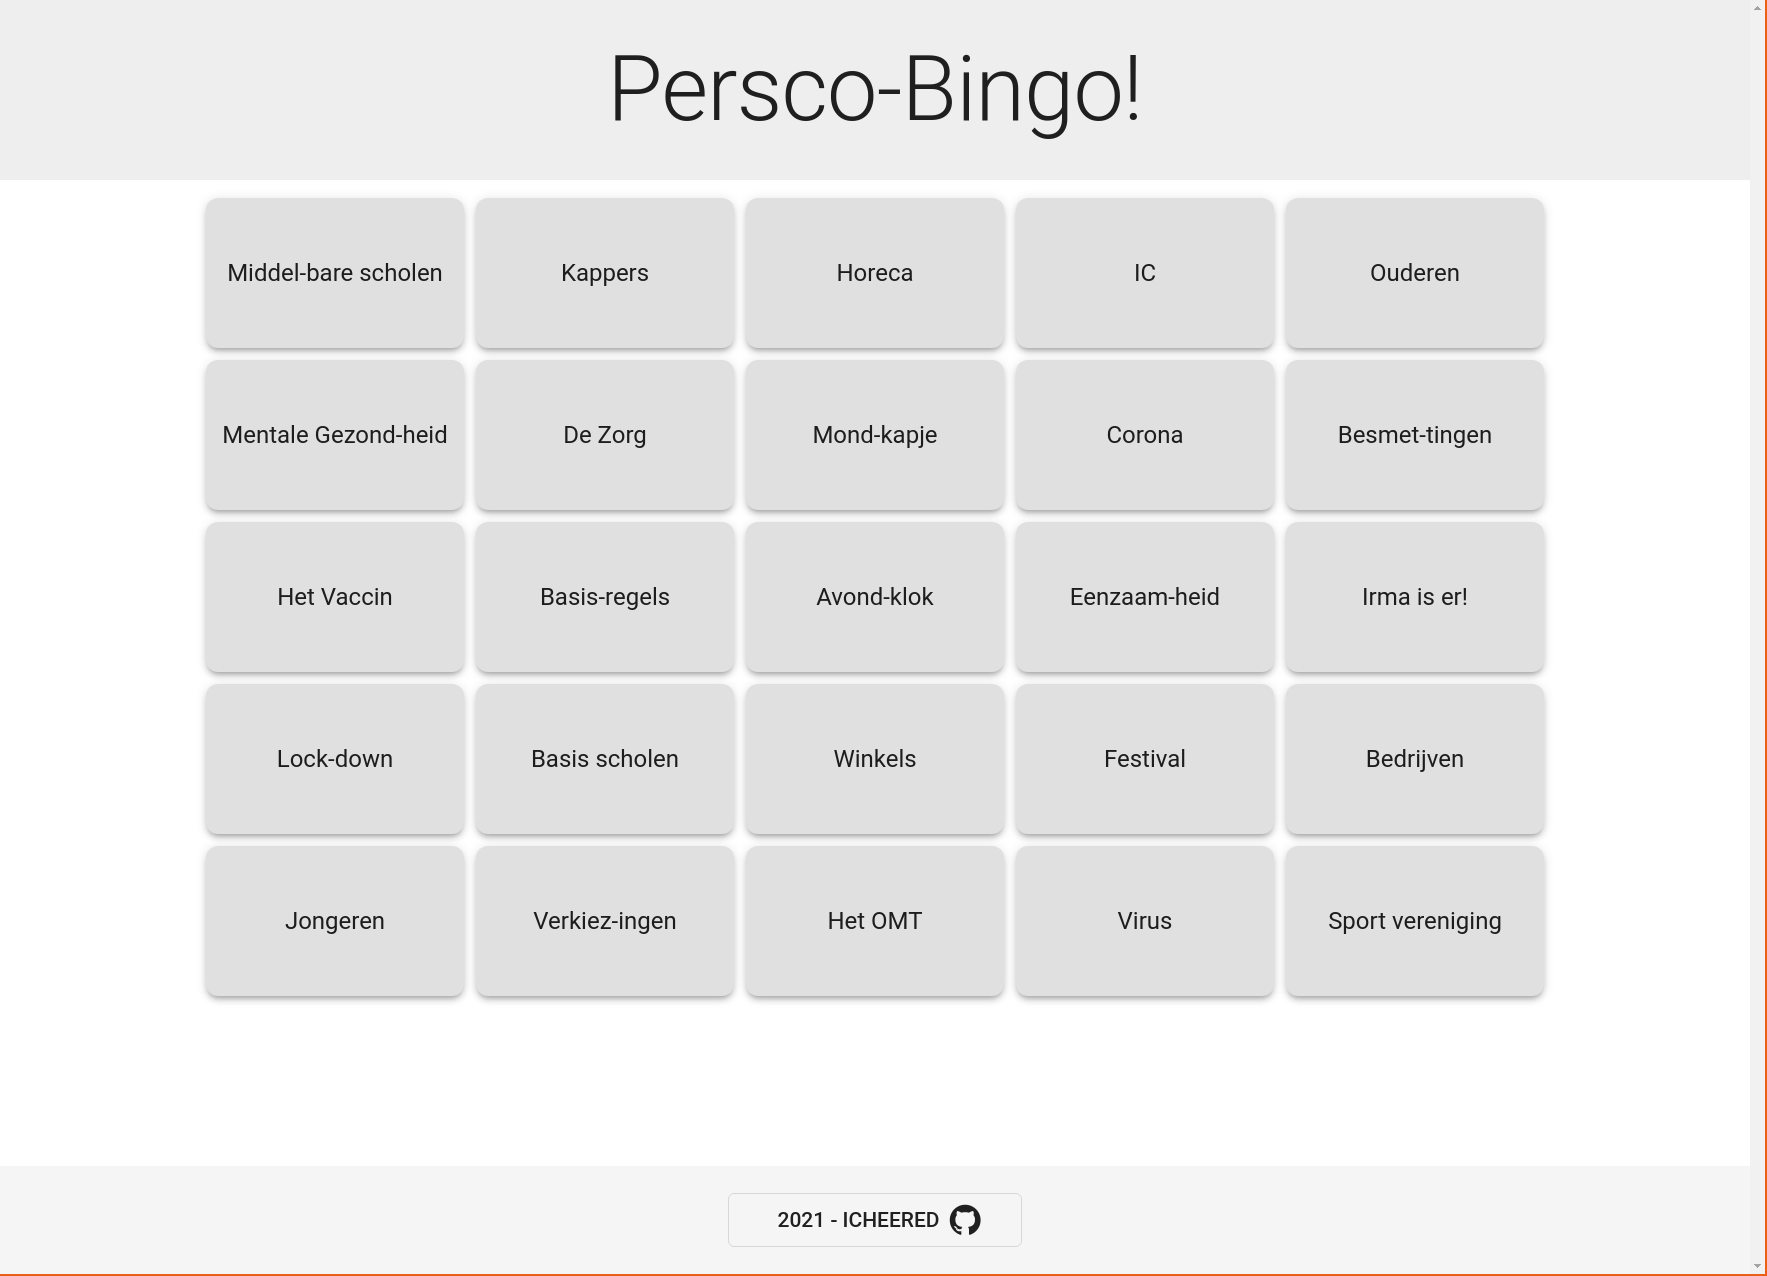 Persco-Bingo!
Middel-bare scholen
Kappers
Horeca
IC
Ouderen
Mentale Gezond-heid
De Zorg
Mond-kapje
Corona
Besmet-tingen
Het Vaccin
Basis-regels
Avond-klok
Eenzaam-heid
Irma is er!
Lock-down
Basis scholen
Winkels
Festival
Bedrijven
Jongeren
Verkiez-ingen
Het OMT
Virus
Sport vereniging
2021 - ICHEERED